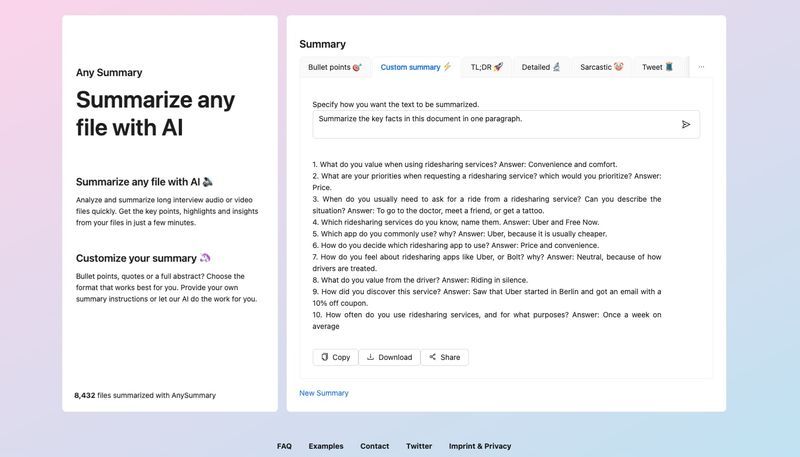 Any Summary
Summarize any
file with AI
Summarize any file with AI 🔈
Analyze and summarize long interview audio or video
files quickly. Get the key points, highlights and insights
from your files in just a few minutes.
Customize your summary 🦄
Bullet points, quotes or a full abstract? Choose the
format that works best for you. Provide your own
summary instructions or let our AI do the work for you.
8,432 files summarized with AnySummary
Summary
Bullet points 🎯 Custom summary ⚡ TL;DR 🚀 Detailed 🔬 Sarcastic 🤡 Tweet 🧵 ...
Specify how you want the text to be summarized.
Summarize the key facts in this document in one paragraph.
1. What do you value when using ridesharing services? Answer: Convenience and comfort.
2. What are your priorities when requesting a ridesharing service? which would you prioritize? Answer:
Price.
3. When do you usually need to ask for a ride from a ridesharing service? Can you describe the
situation? Answer: To go to the doctor, meet a friend, or get a tattoo.
4. Which ridesharing services do you know, name them. Answer: Uber and Free Now.
5. Which app do you commonly use? why? Answer: Uber, because it is usually cheaper.
6. How do you decide which ridesharing app to use? Answer: Price and convenience.
7. How do you feel about ridesharing apps like Uber, or Bolt? why? Answer: Neutral, because of how
drivers are treated.
8. What do you value from the driver? Answer: Riding in silence.
9. How did you discover this service? Answer: Saw that Uber started in Berlin and got an email with a
10% off coupon.
10. How often do you use ridesharing services, and for what purposes? Answer: Once a week on
average
Copy Download Share
New Summary
FAQ Examples Contact Twitter Imprint & Privacy